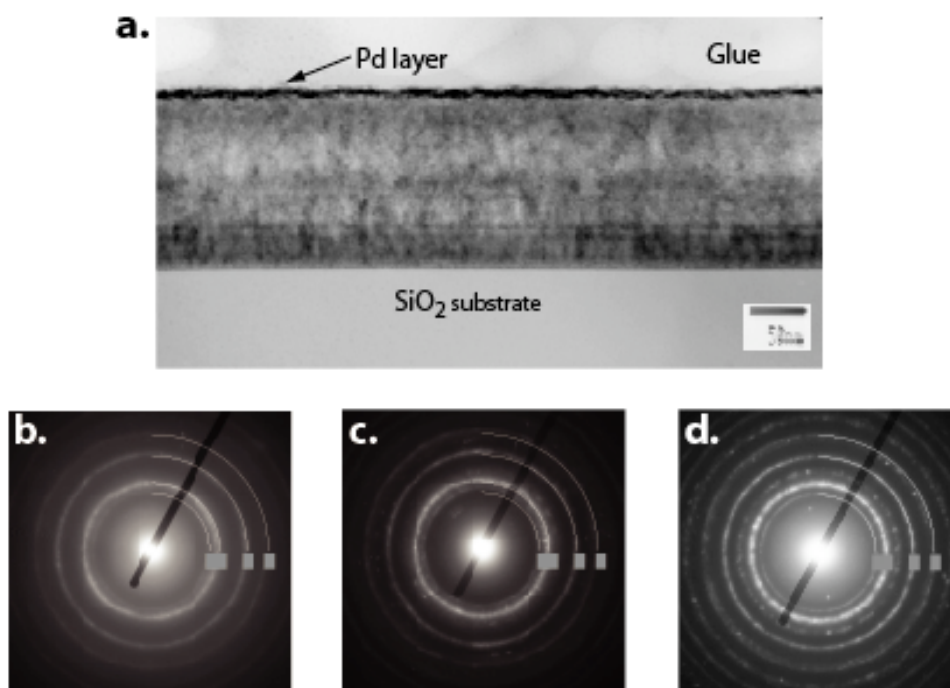 a.
Pd layer
Glue
SiO₂ substrate
b.
c.
d.